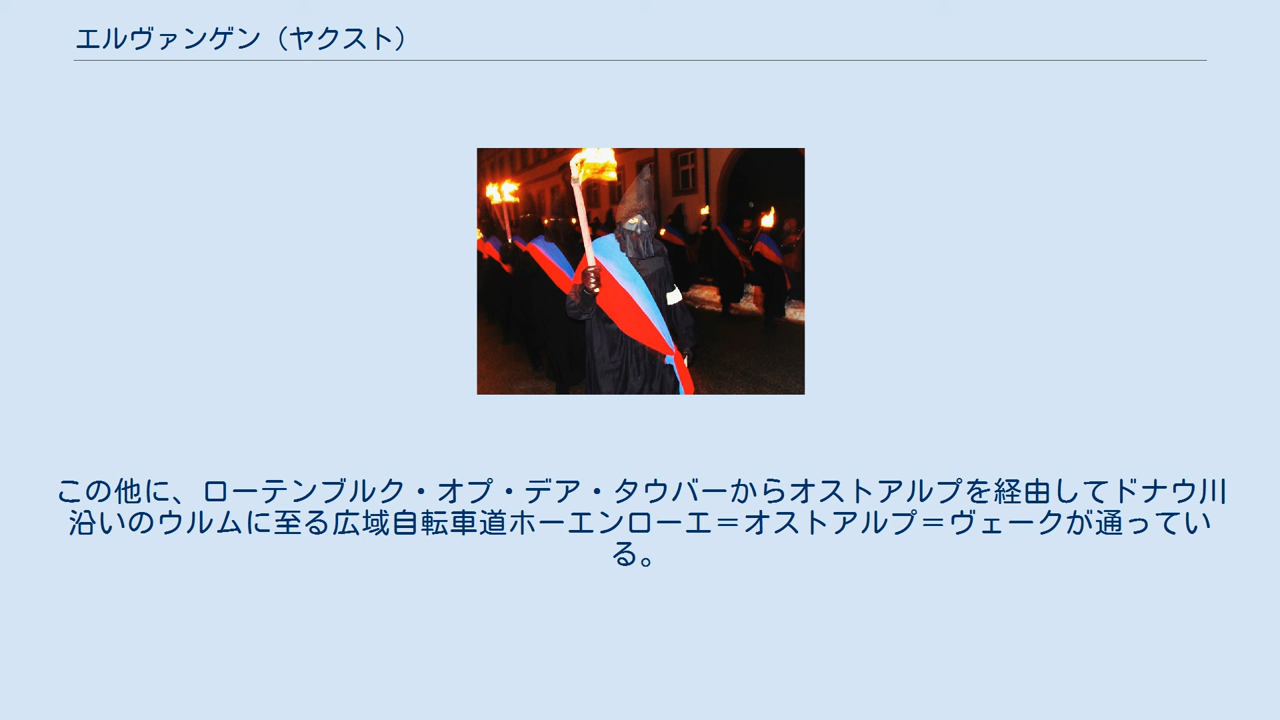 エルヴァンゲン（ヤクスト）
この他に、ローテンブルク・オプ・デア・タウバーからオストアルプを経由してドナウ川
沿いのウルムに至る広域自転車道ホーエンローエ＝オストアルプ＝ヴェークが通ってい
る。